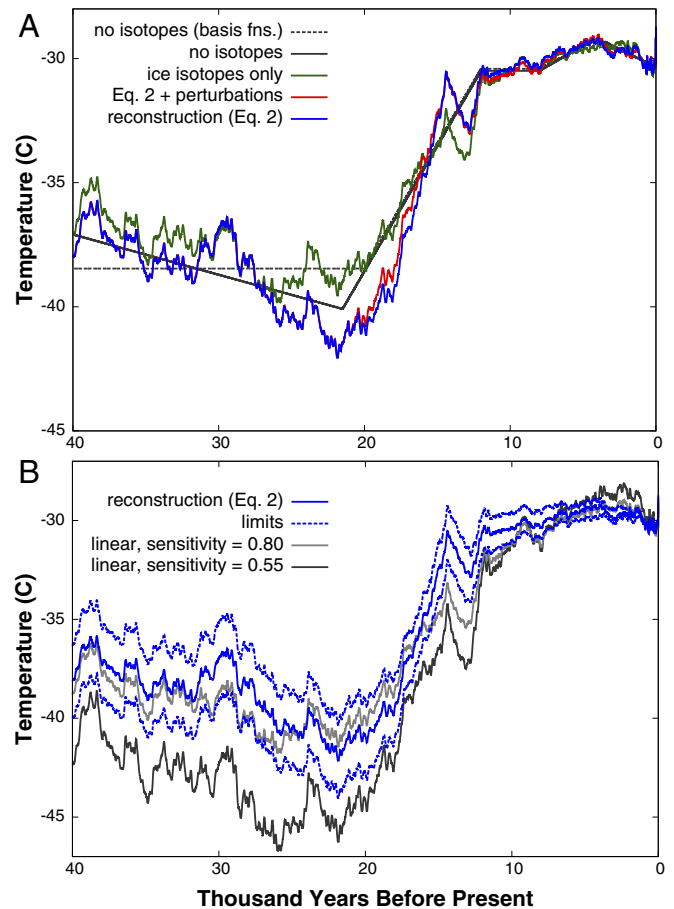 A
no isotopes (basis fns.)
no isotopes
ice isotopes only
Eq. 2 + perturbations
reconstruction (Eq. 2)
Temperature (C)
-30
-35
-40
-45
40
30
20
10
0
B
reconstruction (Eq. 2)
limits
linear, sensitivity = 0.80
linear, sensitivity = 0.55
Temperature (C)
-30
-35
-40
-45
40
30
20
10
0
Thousand Years Before Present